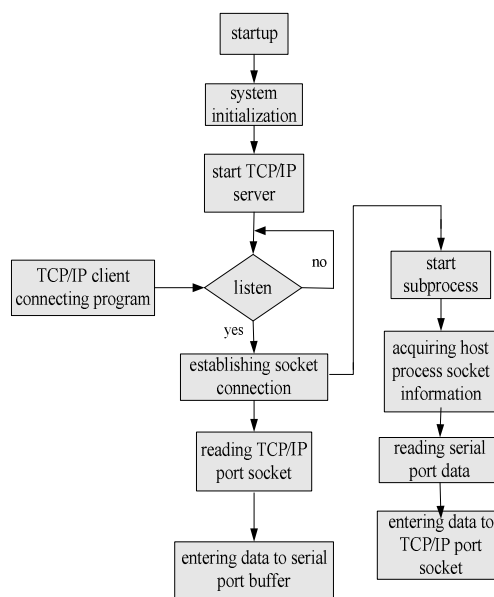 startup
system
initialization
start TCP/IP
server
no
TCP/IP client
connecting program
listen
yes
establishing socket
connection
reading TCP/IP
port socket
entering data to serial
port buffer
start
subprocess
acquiring host
process socket
information
reading serial
port data
entering data to
TCP/IP port
socket